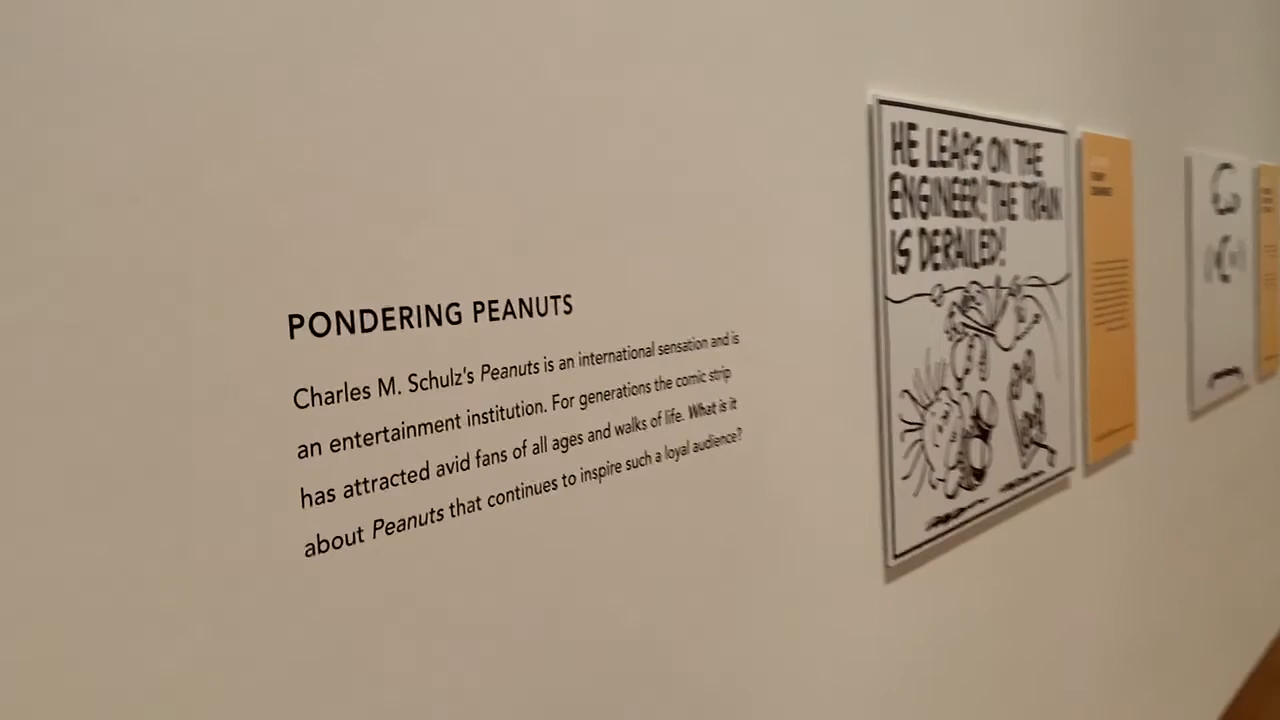 PONDERING PEANUTS
Charles M. Schulz's Peanuts is an international sensation and is
an entertainment institution. For generations the comic strip
has attracted avid fans of all ages and walks of life. What is it
about Peanuts that continues to inspire such a loyal audience?
HE LEAPS ON THE
ENGINEER! THE TRAIN
IS DERAILED!